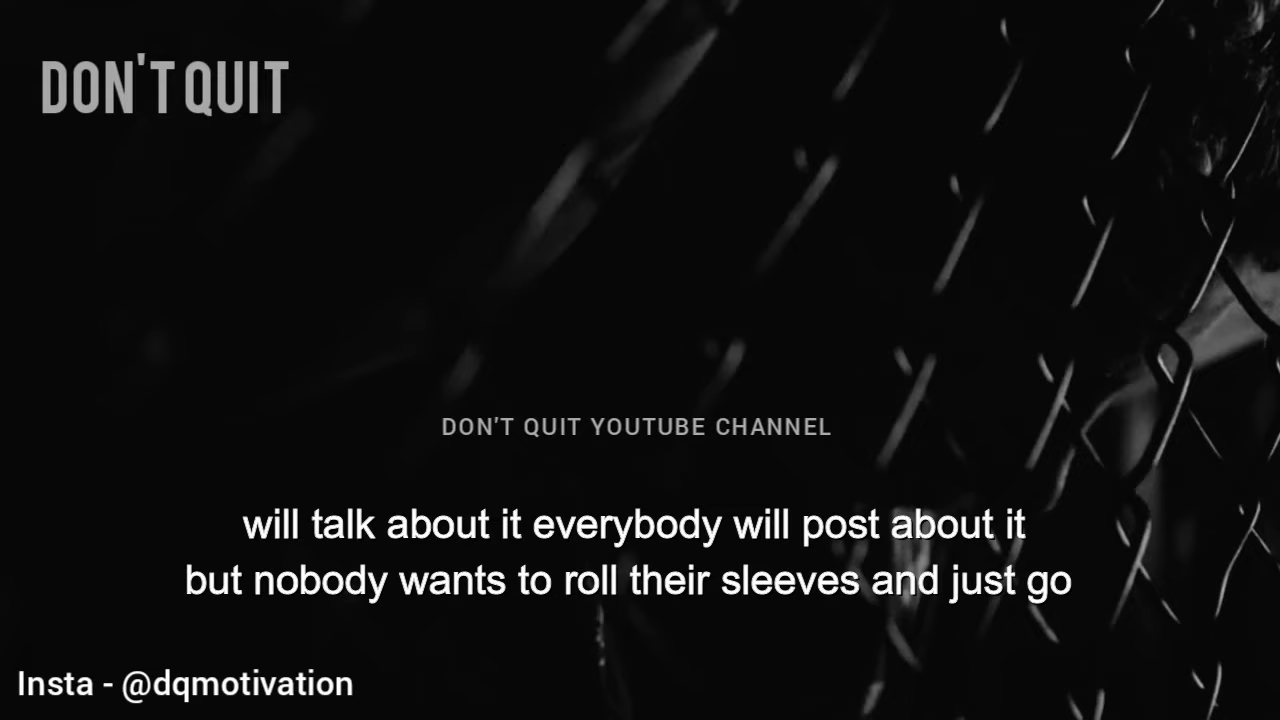 DON'T QUIT
DON'T QUIT YOUTUBE CHANNEL
will talk about it everybody will post about it
but nobody wants to roll their sleeves and just go
Insta - @dqmotivation